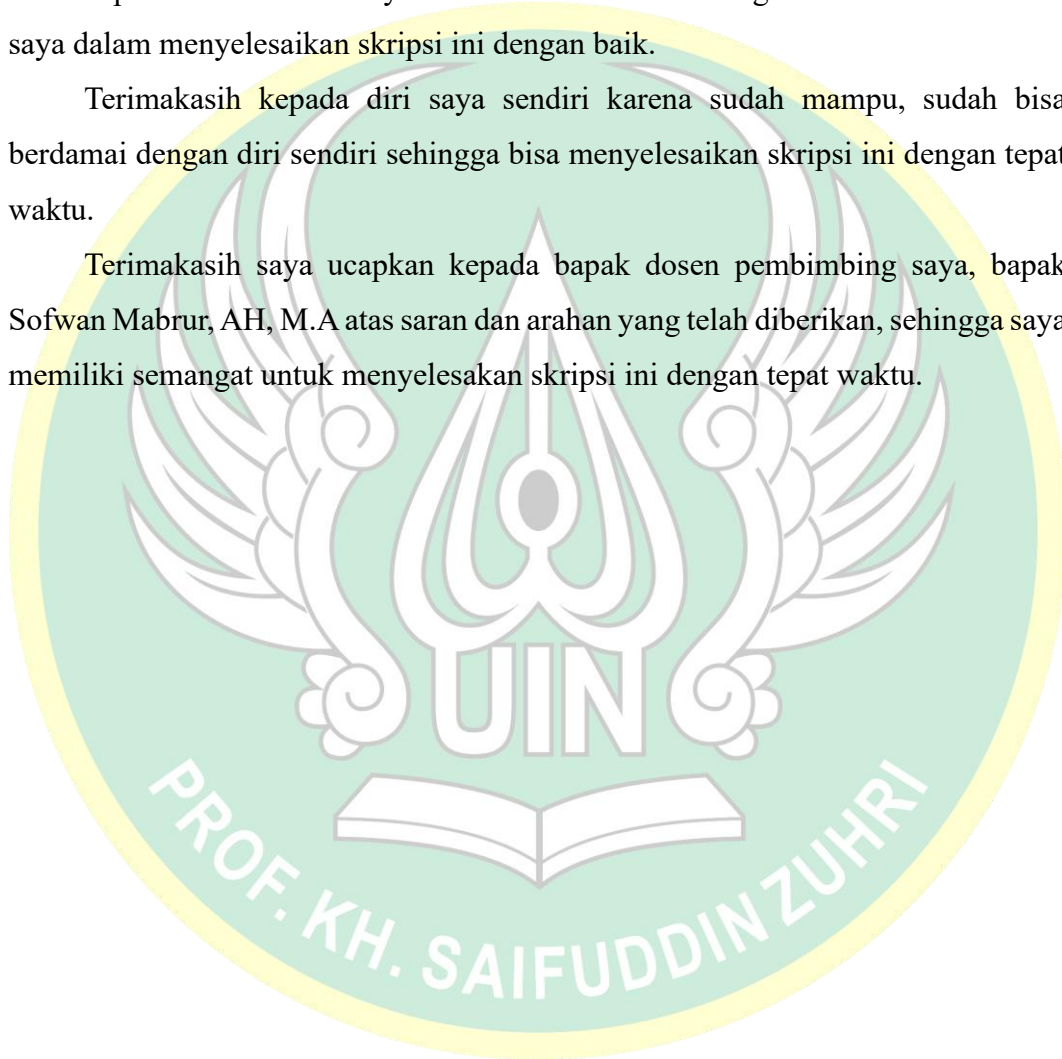 saya dalam menyelesaikan skripsi ini dengan baik.
Terimakasih kepada diri saya sendiri karena sudah mampu, sudah bisa
berdamai dengan diri sendiri sehingga bisa menyelesaikan skripsi ini dengan tepat
waktu.
Terimakasih saya ucapkan kepada bapak dosen pembimbing saya, bapak
Sofwan Mabrur, AH, M.A atas saran dan arahan yang telah diberikan, sehingga saya
memiliki semangat untuk menyelesakan skripsi ini dengan tepat waktu.
UIN
PROF. KH. SAIFUDDIN ZUHRI